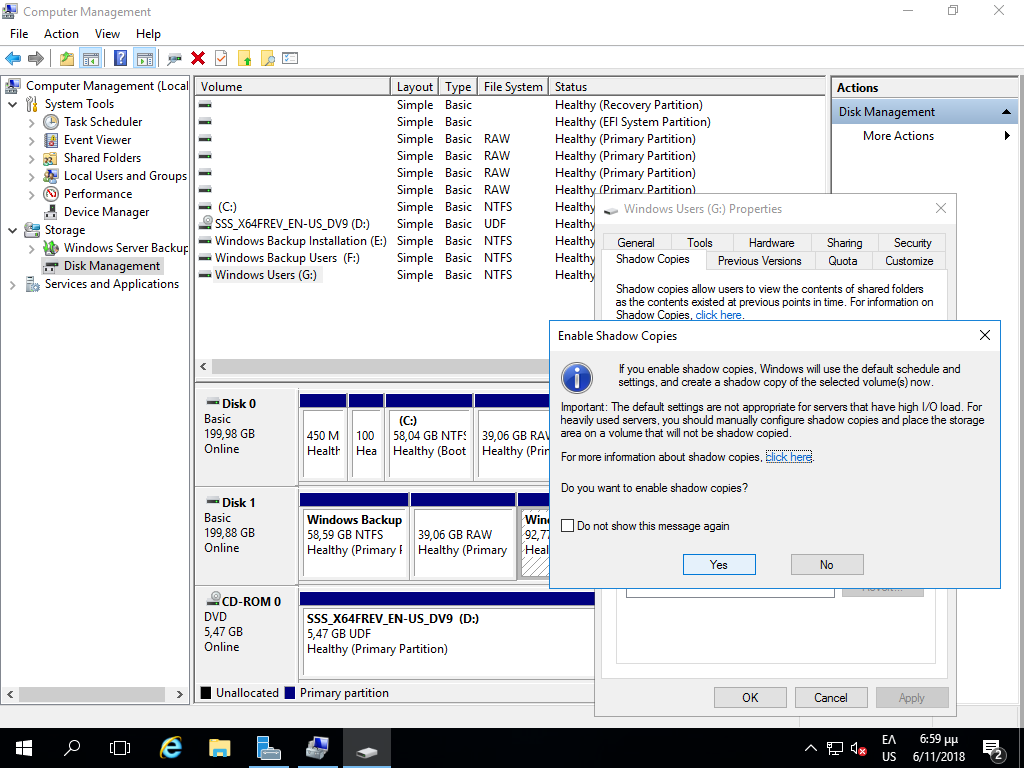 Computer Management
File Action View Help
Computer Management (Local
System Tools
Task Scheduler
Event Viewer
Shared Folders
Local Users and Groups
Performance
Device Manager
Storage
Windows Server Backup
Disk Management
Services and Applications
Volume Layout Type File System Status
Simple Basic Healthy (Recovery Partition)
Simple Basic Healthy (EFI System Partition)
Simple Basic RAW Healthy (Primary Partition)
Simple Basic RAW Healthy (Primary Partition)
Simple Basic RAW Healthy (Primary Partition)
Simple Basic RAW Healthy (Primary Partition)
(C:) Simple Basic NTFS Healthy
SSS_X64FREV_EN-US_DV9 (D:) Simple Basic UDF Healthy
Windows Backup Installation (E:) Simple Basic NTFS Healthy
Windows Backup Users (F:) Simple Basic NTFS Healthy
Windows Users (G:) Simple Basic NTFS Healthy
Actions
Disk Management
More Actions
Windows Users (G:) Properties
General Tools Hardware Sharing Security
Shadow Copies Previous Versions Quota Customize
Shadow copies allow users to view the contents of shared folders
as the contents existed at previous points in time. For information on
Shadow Copies, click here.
Enable Shadow Copies
If you enable shadow copies, Windows will use the default schedule and
settings, and create a shadow copy of the selected volume(s) now.
Important: The default settings are not appropriate for servers that have high I/O load. For
heavily used servers, you should manually configure shadow copies and place the storage
area on a volume that will not be shadow copied.
For more information about shadow copies, click here.
Do you want to enable shadow copies?
Do not show this message again
Yes No
OK Cancel Apply
Disk 0
Basic
199,98 GB
Online
450 M
Health
100
Hea
(C:)
58,04 GB NTFS
Healthy (Boot
39,06 GB RAW
Healthy (Prin
Disk 1
Basic
199,88 GB
Online
Windows Backup
58,59 GB NTFS
Healthy (Primary P
39,06 GB RAW
Healthy (Primary
Wind
92,77
Heal
CD-ROM 0
DVD
5,47 GB
Online
SSS_X64FREV_EN-US_DV9 (D:)
5,47 GB UDF
Healthy (Primary Partition)
Unallocated Primary partition
ΕΛ
US
6:59 μμ
6/11/2018
2